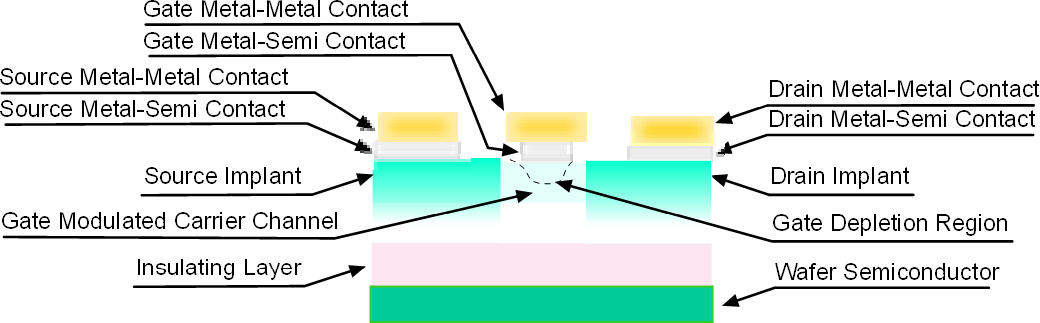 Gate Metal-Metal Contact
Gate Metal-Semi Contact
Source Metal-Metal Contact
Source Metal-Semi Contact
Drain Metal-Metal Contact
Drain Metal-Semi Contact
Source Implant
Drain Implant
Gate Modulated Carrier Channel
Gate Depletion Region
Insulating Layer
Wafer Semiconductor